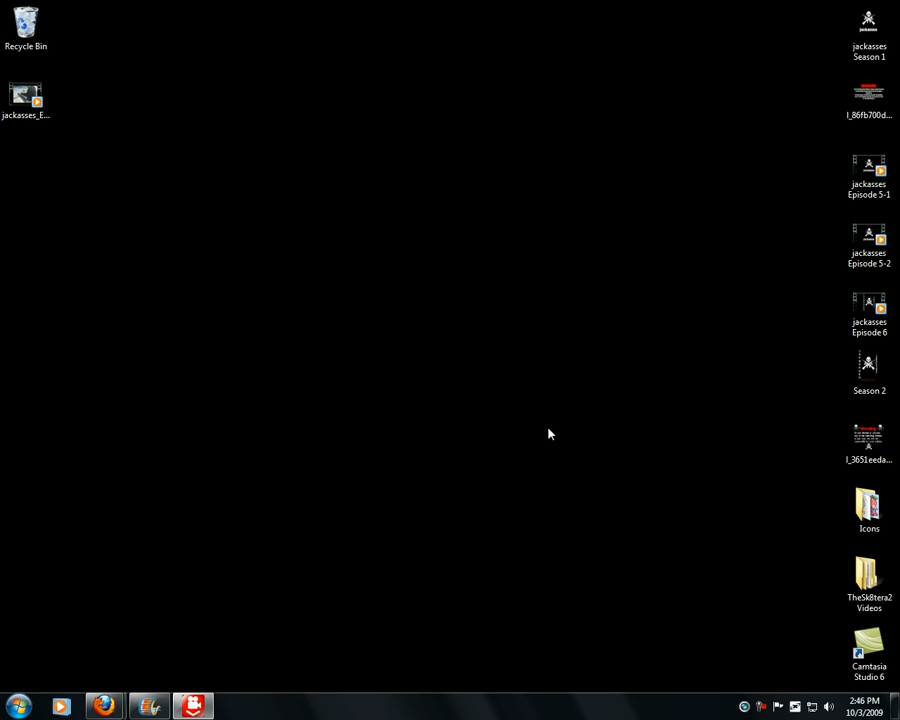 Recycle Bin
jackasses_E...
jackasses
jackasses
Season 1
l_86fb700d...
jackasses
Episode 5-1
jackasses
Episode 5-2
jackasses
Episode 6
Season 2
l_3651eeda...
Icons
TheSk8tera2
Videos
Camtasia
Studio 6
2:46 PM
10/3/2009